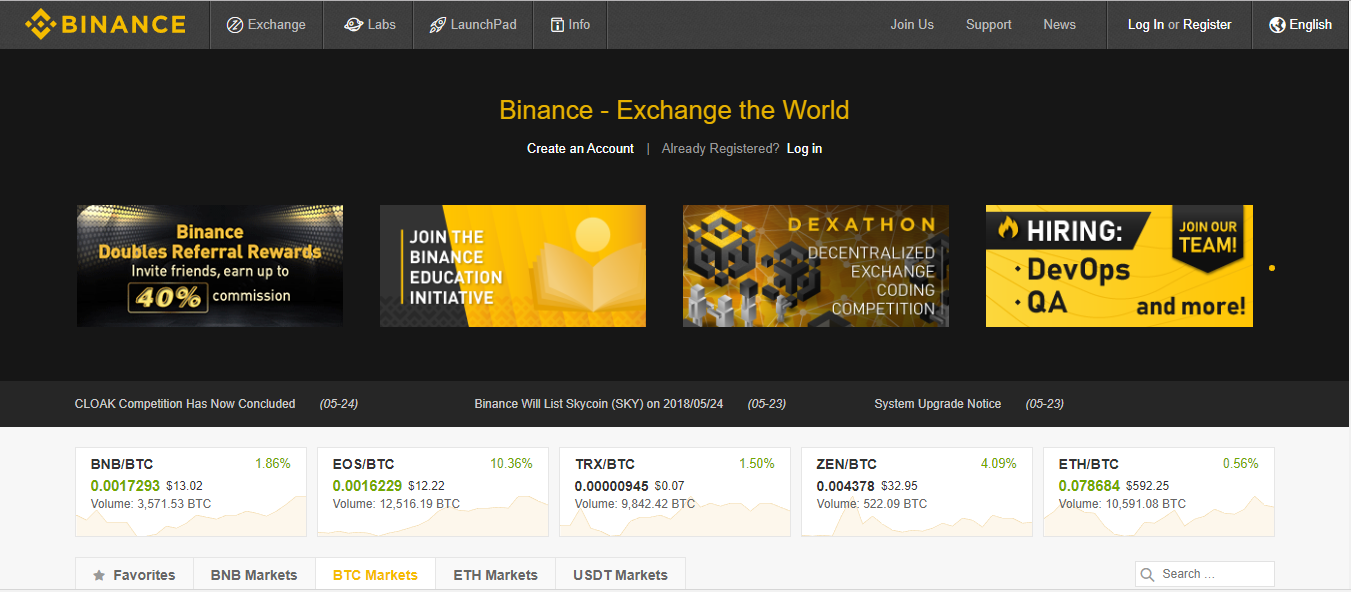 BINANCE Exchange Labs LaunchPad Info Join Us Support News Log In or Register English
Binance - Exchange the World
Create an Account | Already Registered? Log in
Binance
Doubles Referral Rewards
Invite friends, earn up to
40% commission
JOIN THE
BINANCE
EDUCATION
INITIATIVE
DEXATHON
DECENTRALIZED
EXCHANGE
CODING
COMPETITION
HIRING:
JOIN OUR
TEAM!
· DevOps
· QA
and more!
CLOAK Competition Has Now Concluded (05-24) Binance Will List Skycoin (SKY) on 2018/05/24 (05-23) System Upgrade Notice (05-23)
BNB/BTC 1.86%
0.0017293 $13.02
Volume: 3,571.53 BTC
EOS/BTC 10.36%
0.0016229 $12.22
Volume: 12,516.19 BTC
TRX/BTC 1.50%
0.00000945 $0.07
Volume: 9,842.42 BTC
ZEN/BTC 4.09%
0.004378 $32.95
Volume: 522.09 BTC
ETH/BTC 0.56%
0.078684 $592.25
Volume: 10,591.08 BTC
Favorites BNB Markets BTC Markets ETH Markets USDT Markets Search ...